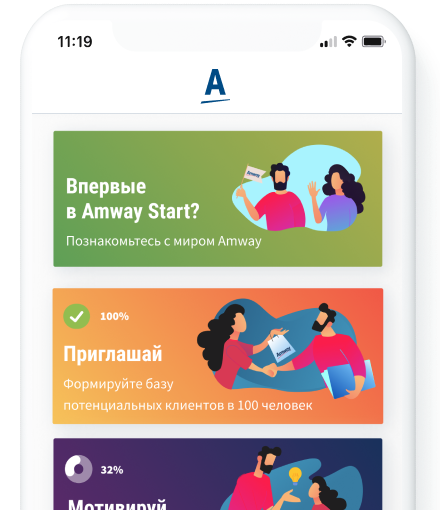 11:19
A
Впервые
в Amway Start?
Познакомьтесь с миром Amway
100%
Приглашай
Формируйте базу
потенциальных клиентов в 100 человек
Amway
32%
Мотивируй